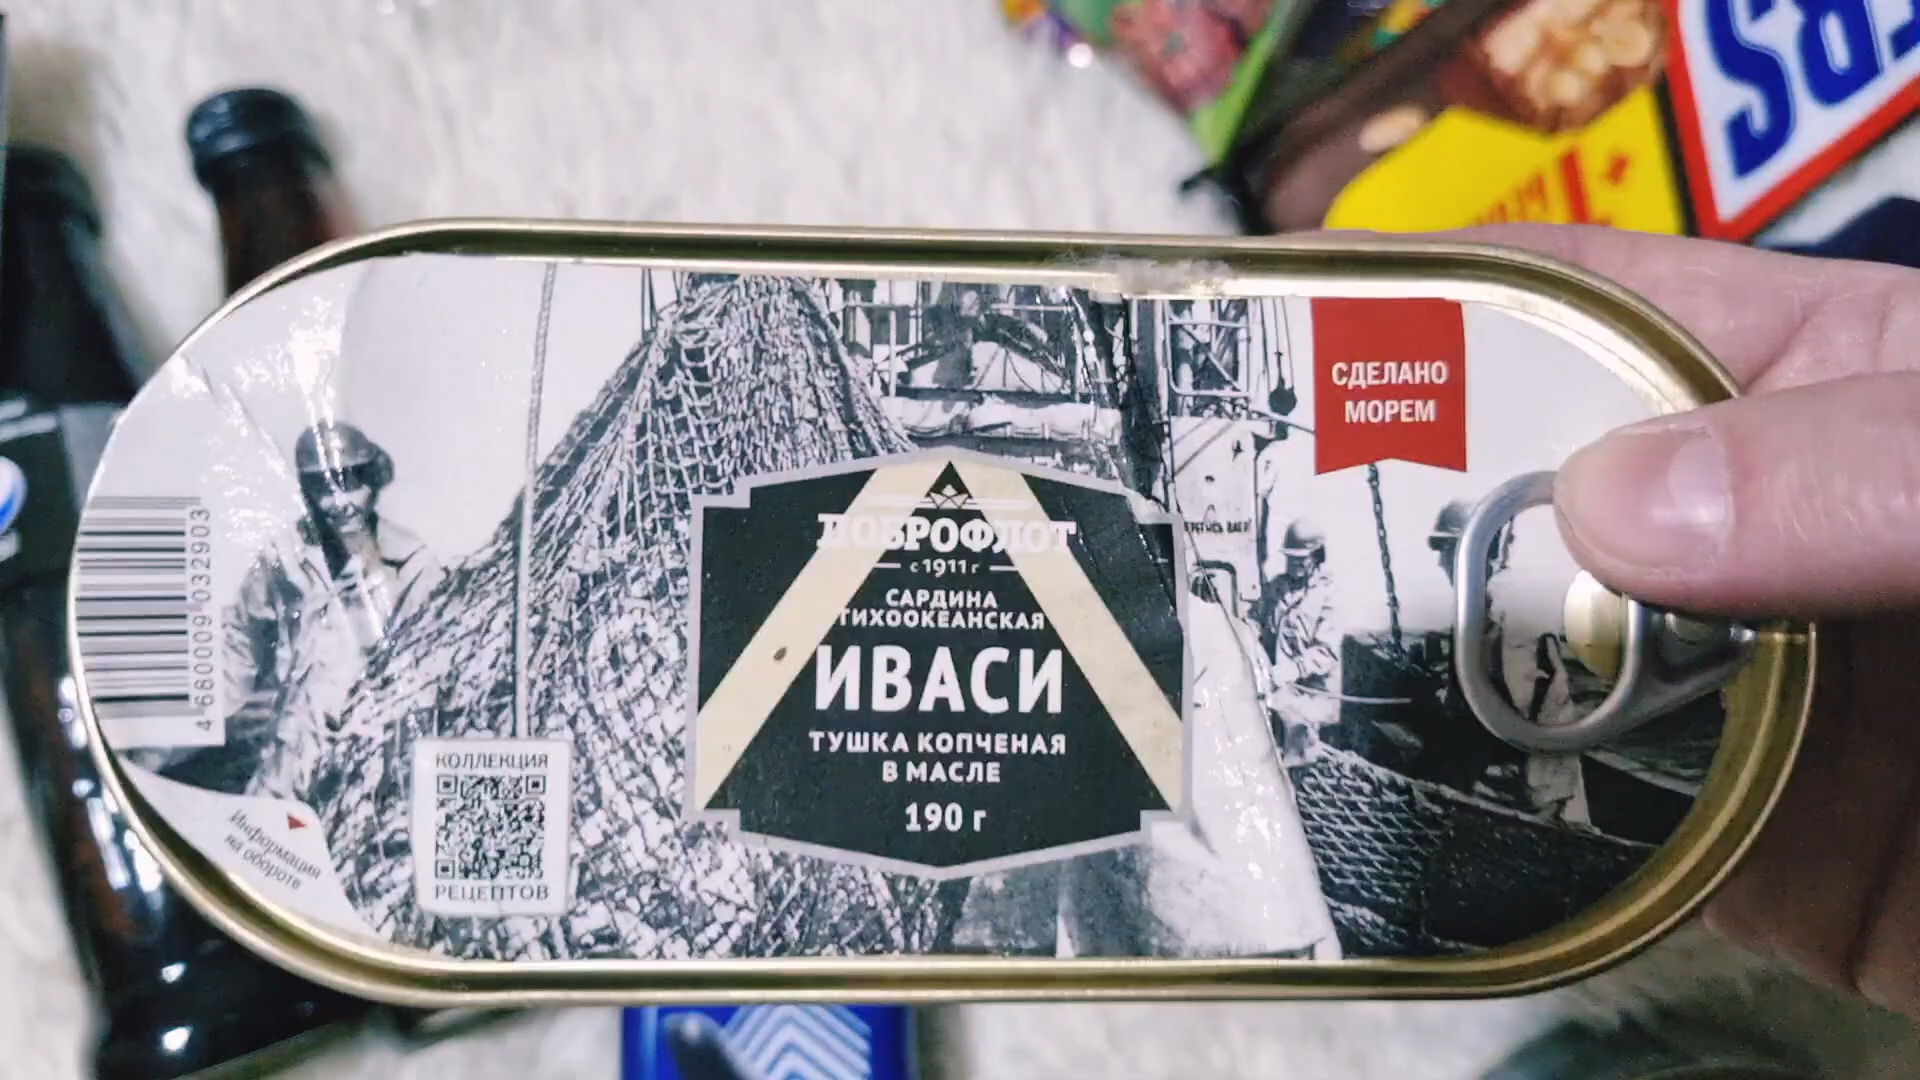 СДЕЛАНО
МОРЕМ
ДОБРОФЛОТ
с 1911 г
САРДИНА
ТИХООКЕАНСКАЯ
ИВАСИ
ТУШКА КОПЧЕНАЯ
В МАСЛЕ
190 г
4 680009 032903
КОЛЛЕКЦИЯ
РЕЦЕПТОВ
Информация
на обороте